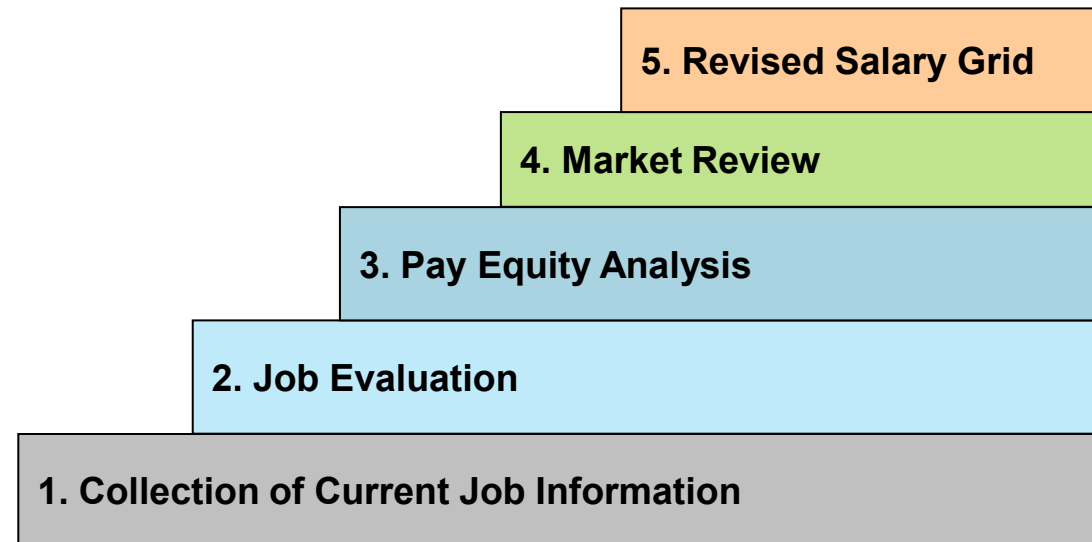 5. Revised Salary Grid
4. Market Review
3. Pay Equity Analysis
2. Job Evaluation
1. Collection of Current Job Information